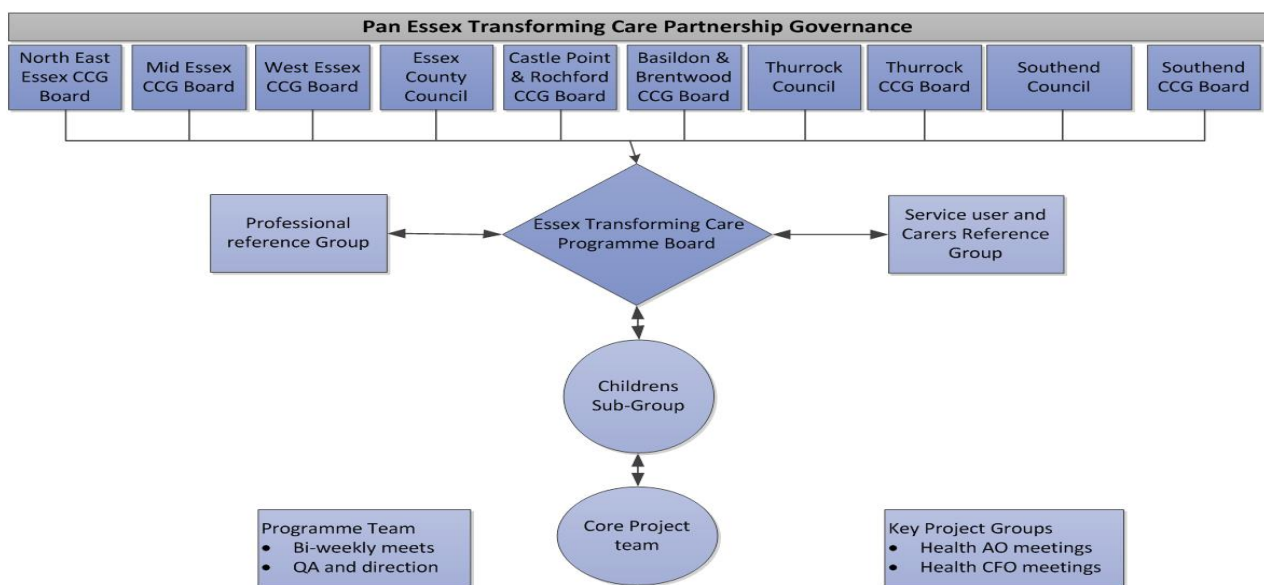 Pan Essex Transforming Care Partnership Governance
North East
Essex CCG
Board
Mid Essex
CCG Board
West Essex
CCG Board
Essex
County
Council
Castle Point
& Rochford
CCG Board
Basildon &
Brentwood
CCG Board
Thurrock
Council
Thurrock
CCG Board
Southend
Council
Southend
CCG Board
Professional
reference Group
Essex Transforming Care
Programme Board
Service user and
Carers Reference
Group
Childrens
Sub-Group
Core Project
team
Programme Team
• Bi-weekly meets
• QA and direction
Key Project Groups
• Health AO meetings
• Health CFO meetings